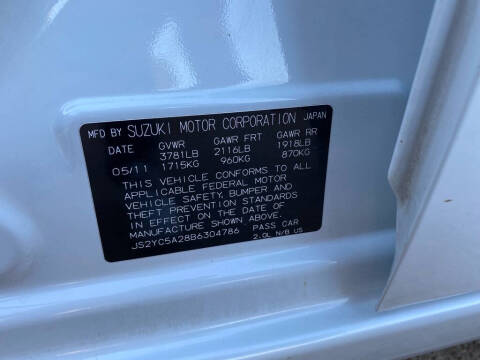 MFD BY SUZUKI MOTOR CORPORATION JAPAN
DATE GVWR GAWR FRT GAWR RR
3781LB 2116LB 1918LB
05/11 1715KG 960KG 870KG
THIS VEHICLE CONFORMS TO ALL
APPLICABLE FEDERAL MOTOR
VEHICLE SAFETY, BUMPER AND
THEFT PREVENTION STANDARDS
IN EFFECT ON THE DATE OF
MANUFACTURE SHOWN ABOVE.
JS2YC5A28B6304786 PASS CAR
2.0L N/B US